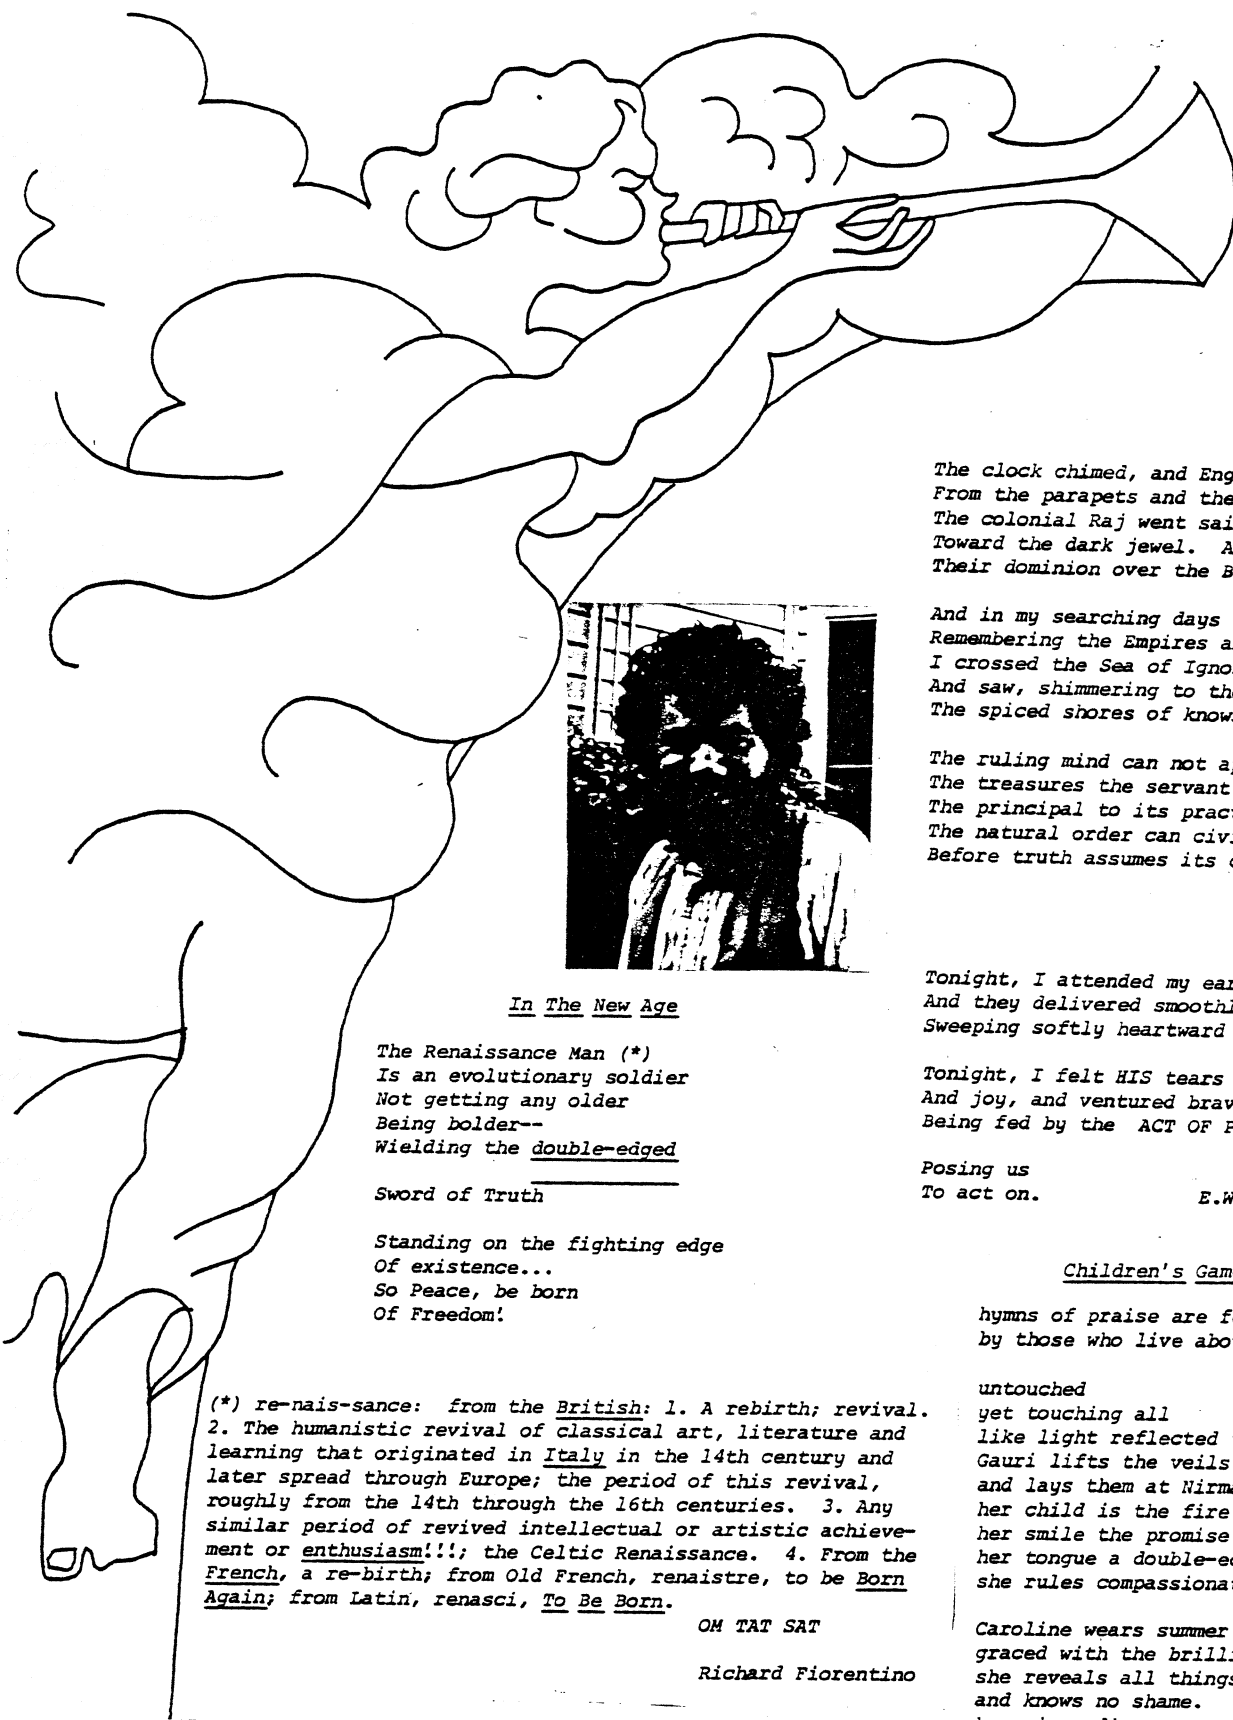 In The New Age
The Renaissance Man (*)
Is an evolutionary soldier
Not getting any older
Being bolder--
Wielding the double-edged
Sword of Truth
Standing on the fighting edge
Of existence...
So Peace, be born
Of Freedom!
(*) re-nais-sance: from the British: 1. A rebirth; revival.
2. The humanistic revival of classical art, literature and
learning that originated in Italy in the 14th century and
later spread through Europe; the period of this revival,
roughly from the 14th through the 16th centuries. 3. Any
similar period of revived intellectual or artistic achieve-
ment or enthusiasm!!!; the Celtic Renaissance. 4. From the
French, a re-birth; from Old French, renaistre, to be Born
Again; from Latin, renasci, To Be Born.
OM TAT SAT
Richard Fiorentino
The clock chimed, and Eng
From the parapets and the
The colonial Raj went sai
Toward the dark jewel. A
Their dominion over the B
And in my searching days
Remembering the Empires a
I crossed the Sea of Igno
And saw, shimmering to the
The spiced shores of know
The ruling mind can not a
The treasures the servant
The principal to its prac
The natural order can civ
Before truth assumes its
Tonight, I attended my ear
And they delivered smoothl
Sweeping softly heartward
Tonight, I felt HIS tears
And joy, and ventured brav
Being fed by the ACT OF P
Posing us
To act on.
E.W
Children's Gam
hymns of praise are f
by those who live abo
untouched
yet touching all
like light reflected
Gauri lifts the veils
and lays them at Nirm
her child is the fire
her smile the promise
her tongue a double-e
she rules compassiona
Caroline wears summer
graced with the brilli
she reveals all things
and knows no shame.